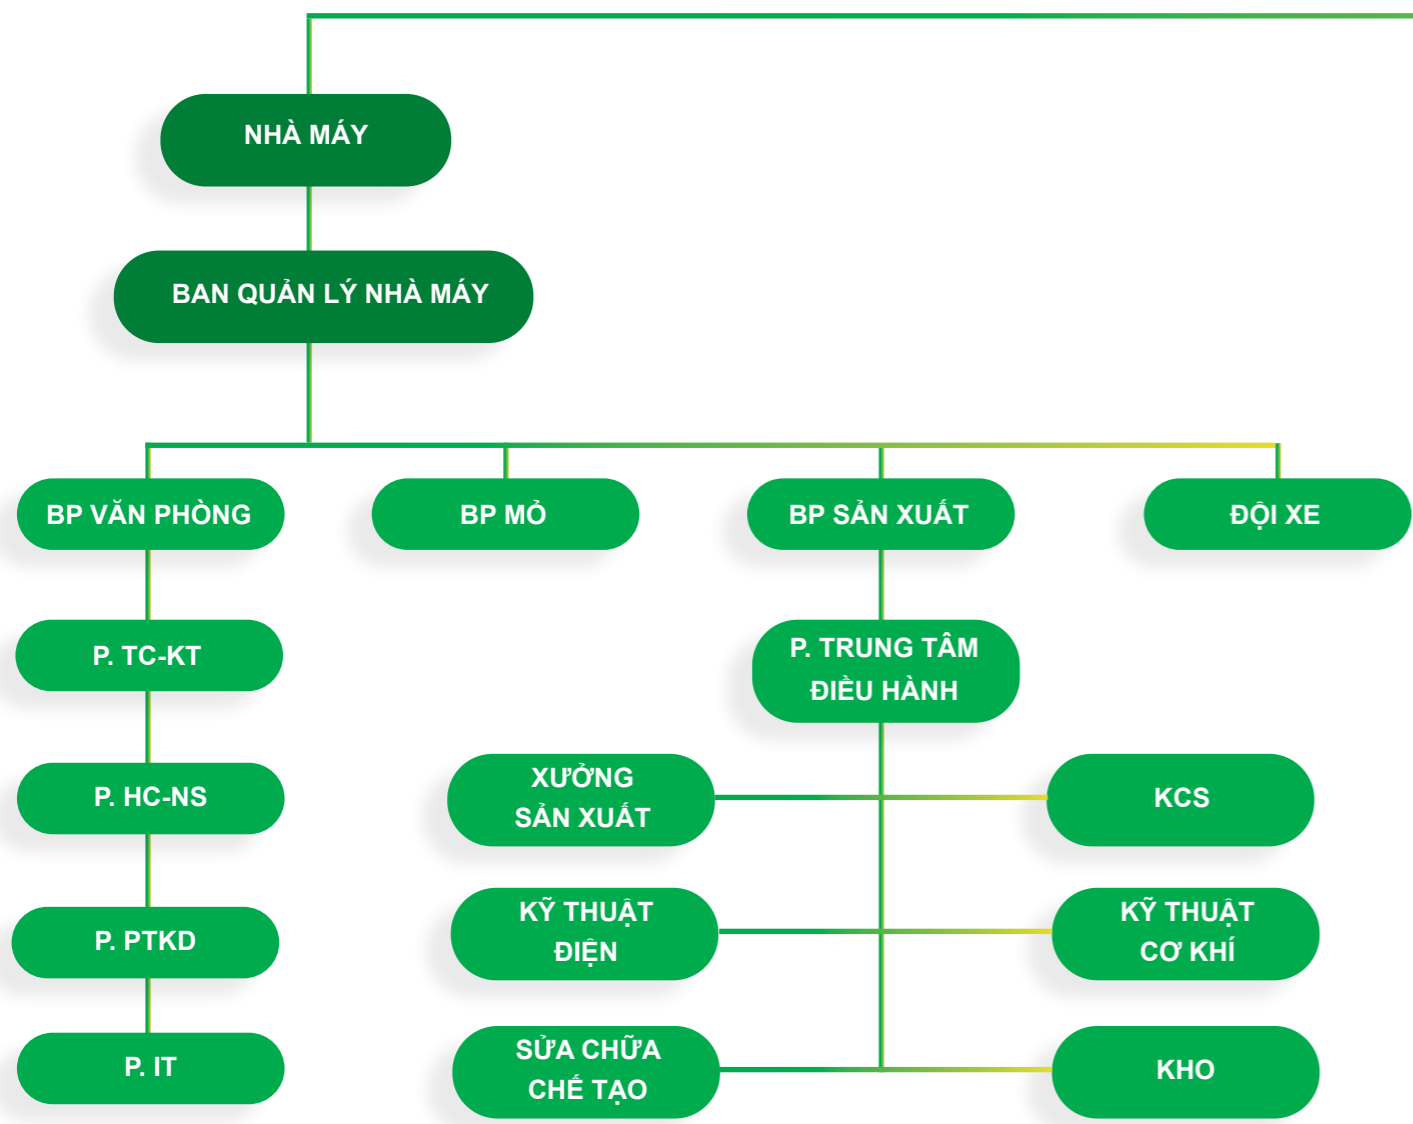 NHÀ MÁY
BAN QUẢN LÝ NHÀ MÁY
BP VĂN PHÒNG
BP MỎ
BP SẢN XUẤT
ĐỘI XE
P. TC-KT
P. TRUNG TÂM
ĐIỀU HÀNH
P. HC-NS
XƯỞNG
SẢN XUẤT
KCS
P. PTKD
KỸ THUẬT
ĐIỆN
KỸ THUẬT
CƠ KHÍ
P. IT
SỬA CHỮA
CHẾ TẠO
KHO